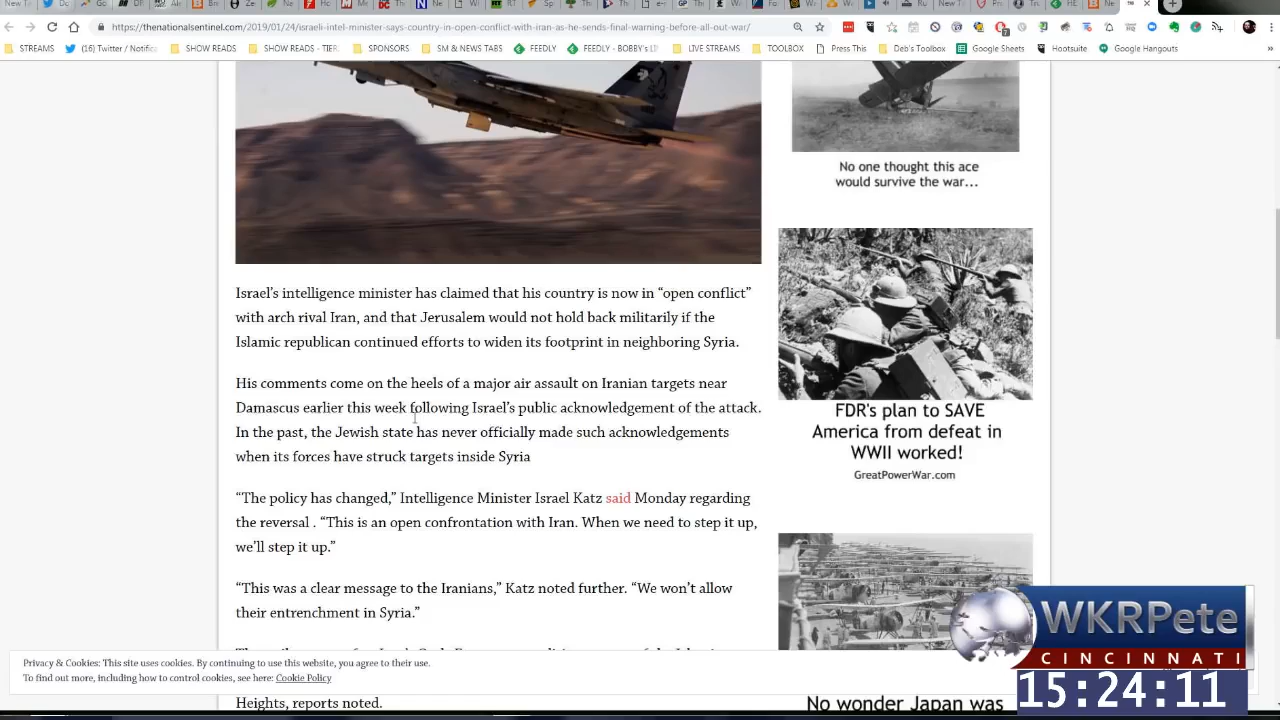 https://thenationalsentinel.com/2019/01/24/israeli-intel-minister-says-country-in-open-conflict-with-iran-as-he-sends-final-warning-before-all-out-war/
STREAMS (16) Twitter / Notific SHOW READS SHOW READS - TIER SPONSORS SM & NEWS TABS FEEDLY FEEDLY - BOBBY'S LIVE STREAMS TOOLBOX Press This Deb's Toolbox Google Sheets Hootsuite Google Hangouts »
No one thought this ace
would survive the war...
Israel's intelligence minister has claimed that his country is now in “open conflict”
with arch rival Iran, and that Jerusalem would not hold back militarily if the
Islamic republican continued efforts to widen its footprint in neighboring Syria.
His comments come on the heels of a major air assault on Iranian targets near
Damascus earlier this week following Israel's public acknowledgement of the attack.
In the past, the Jewish state has never officially made such acknowledgements
when its forces have struck targets inside Syria
FDR's plan to SAVE
America from defeat in
WWII worked!
GreatPowerWar.com
“The policy has changed,” Intelligence Minister Israel Katz said Monday regarding
the reversal . “This is an open confrontation with Iran. When we need to step it up,
we'll step it up.”
“This was a clear message to the Iranians,” Katz noted further. “We won't allow
their entrenchment in Syria.”
Privacy & Cookies: This site uses cookies. By continuing to use this website, you agree to their use.
To find out more, including how to control cookies, see here: Cookie Policy
Heights, reports noted.
No wonder Japan was
WKRPete
CINCINNATI
15:24:11